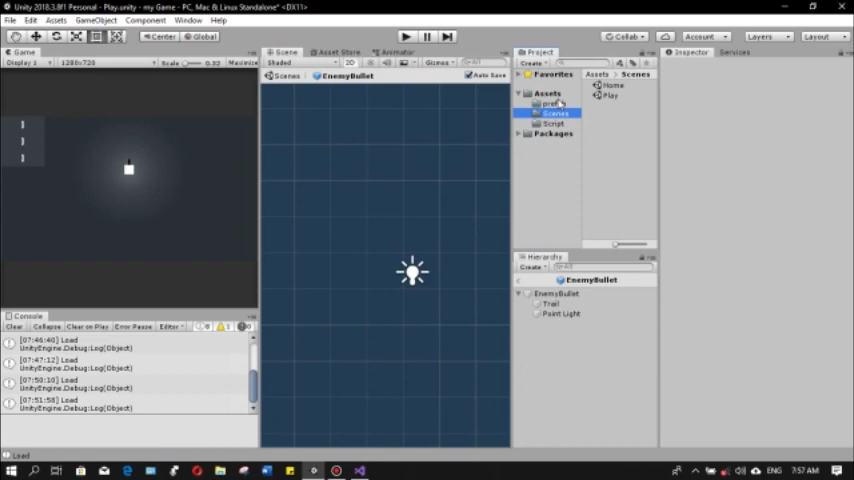 Unity 2018.3.8f1 Personal - Play.unity - my Game - PC, Mac & Linux Standalone* <DX11>
File Edit Assets GameObject Component Window Help
Center Global Collab Account Layers Layout
Game
Display 1 1280x720 Scale 0.32 Maximize
Scene Asset Store Animator
Shaded 2D Gizmos All
Scenes EnemyBullet Auto Save
Project
Create
Favorites
Assets
Scenes
Script
Packages
Assets Scenes
Home
Play
Inspector Services
Hierarchy
Create All
EnemyBullet
EnemyBullet
Trail
Point Light
Console
Clear Collapse Clear on Play Error Pause Editor 1
[07:46:40] Load
UnityEngine.Debug:Log(Object)
[07:47:12] Load
UnityEngine.Debug:Log(Object)
[07:50:10] Load
UnityEngine.Debug:Log(Object)
[07:51:58] Load
UnityEngine.Debug:Log(Object)
Load
ENG 7:57 AM